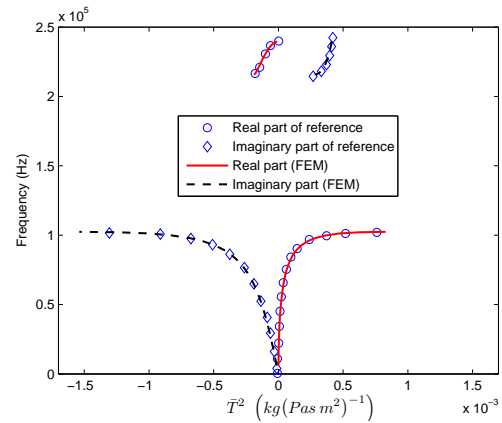 x 10^5
2.5
2
1.5
1
0.5
0
Frequency (Hz)
Real part of reference
Imaginary part of reference
Real part (FEM)
Imaginary part (FEM)
-1.5 -1 -0.5 0 0.5 1 1.5
x 10^-3
T̄^2 (kg(Pas m^2)^-1)